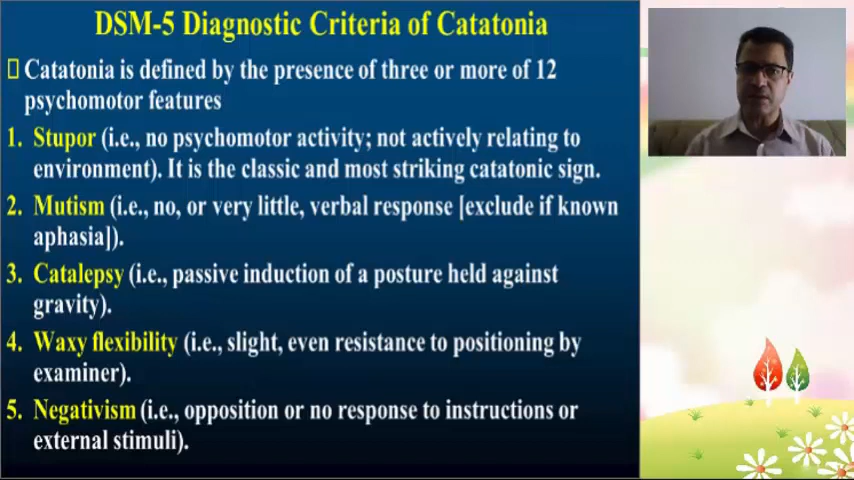 DSM-5 Diagnostic Criteria of Catatonia
Catatonia is defined by the presence of three or more of 12
psychomotor features
1. Stupor (i.e., no psychomotor activity; not actively relating to
environment). It is the classic and most striking catatonic sign.
2. Mutism (i.e., no, or very little, verbal response [exclude if known
aphasia]).
3. Catalepsy (i.e., passive induction of a posture held against
gravity).
4. Waxy flexibility (i.e., slight, even resistance to positioning by
examiner).
5. Negativism (i.e., opposition or no response to instructions or
external stimuli).